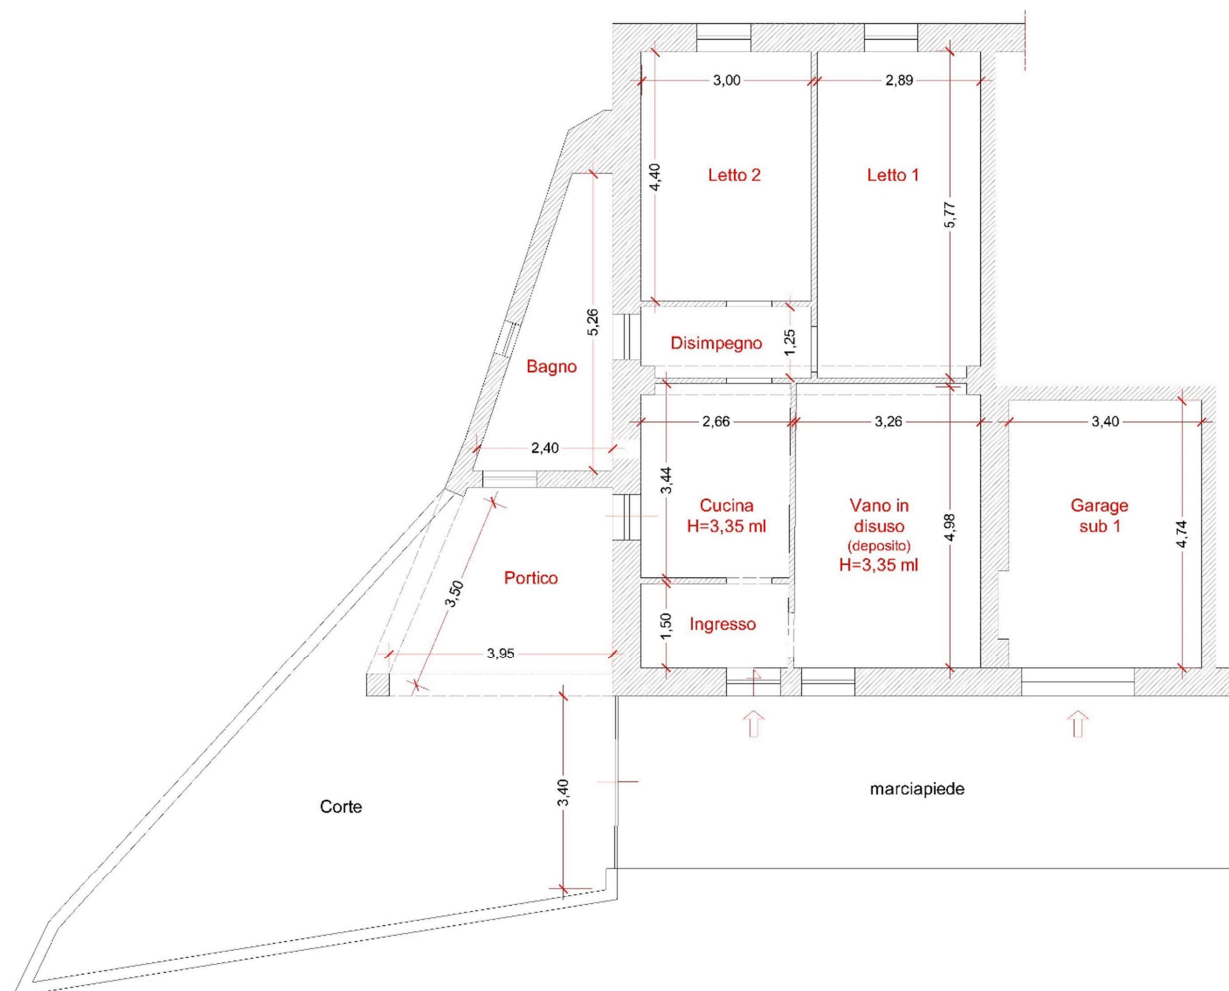 3,00
2,89
4,40
Letto 2
Letto 1
5,77
5,26
1,25
Disimpegno
Bagno
2,40
2,66
3,26
3,40
3,44
Cucina
H=3,35 ml
Vano in
disuso
(deposito)
H=3,35 ml
4,98
Garage
sub 1
4,74
Portico
3,50
1,50
Ingresso
3,95
3,40
Corte
marciapiede